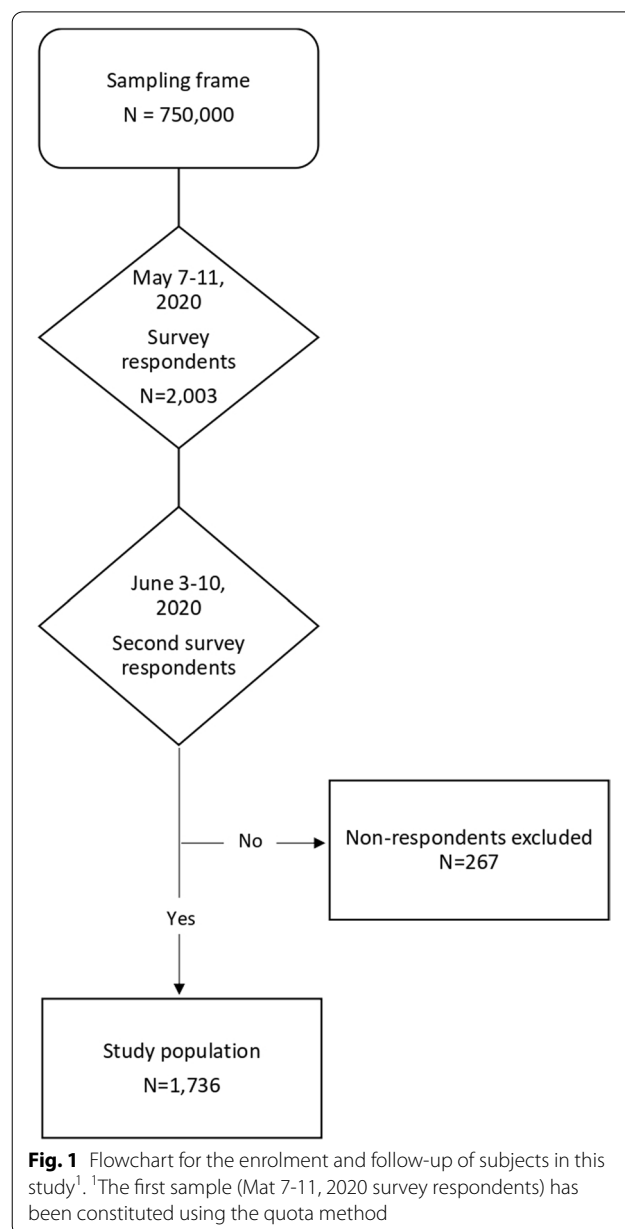 Sampling frame
N = 750,000
May 7-11,
2020
Survey
respondents
N=2,003
June 3-10,
2020
Second survey
respondents
No
Non-respondents excluded
N=267
Yes
Study population
N=1,736
Fig. 1 Flowchart for the enrolment and follow-up of subjects in this
study¹. ¹The first sample (Mat 7-11, 2020 survey respondents) has
been constituted using the quota method